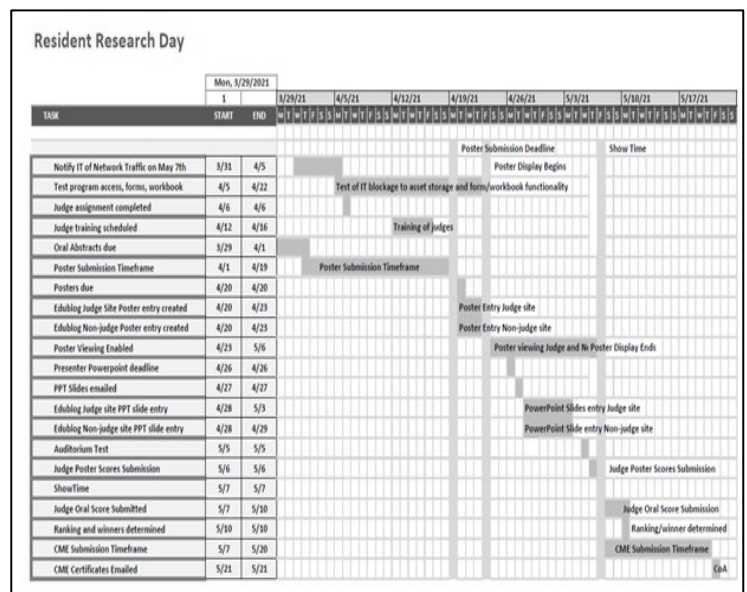 Resident Research Day
Mon, 3/29/2021
1 3/29/21 4/5/21 4/12/21 4/19/21 4/26/21 5/3/21 5/10/21 5/17/21
TASK START END M T W T F S S M T W T F S S M T W T F S S M T W T F S S M T W T F S S M T W T F S S M T W T F S S M T W T F S S
Poster Submission Deadline Show Time
Notify IT of Network Traffic on May 7th 3/31 4/5 Poster Display Begins
Test program access, forms, workbook 4/5 4/22 Test of IT blockage to asset storage and form/workbook functionality
Judge assignment completed 4/6 4/6
Judge training scheduled 4/12 4/16 Training of judges
Oral Abstracts due 3/29 4/1
Poster Submission Timeframe 4/1 4/19 Poster Submission Timeframe
Posters due 4/20 4/20
Edublog Judge Site Poster entry created 4/20 4/23 Poster Entry Judge site
Edublog Non-judge Poster entry created 4/20 4/23 Poster Entry Non-judge site
Poster Viewing Enabled 4/23 5/6 Poster viewing Judge and N Poster Display Ends
Presenter Powerpoint deadline 4/26 4/26
PPT Slides emailed 4/27 4/27
Edublog Judge site PPT slide entry 4/28 5/3 PowerPoint Slides entry Judge site
Edublog Non-judge site PPT slide entry 4/28 4/29 PowerPoint Slide entry Non-judge site
Auditorium Test 5/5 5/5
Judge Poster Scores Submission 5/6 5/6 Judge Poster Scores Submission
ShowTime 5/7 5/7
Judge Oral Score Submitted 5/7 5/10 Judge Oral Score Submission
Ranking and winners determined 5/10 5/10 Ranking/winner determined
CME Submission Timeframe 5/7 5/20 CME Submission Timeframe
CME Certificates Emailed 5/21 5/21 CoA